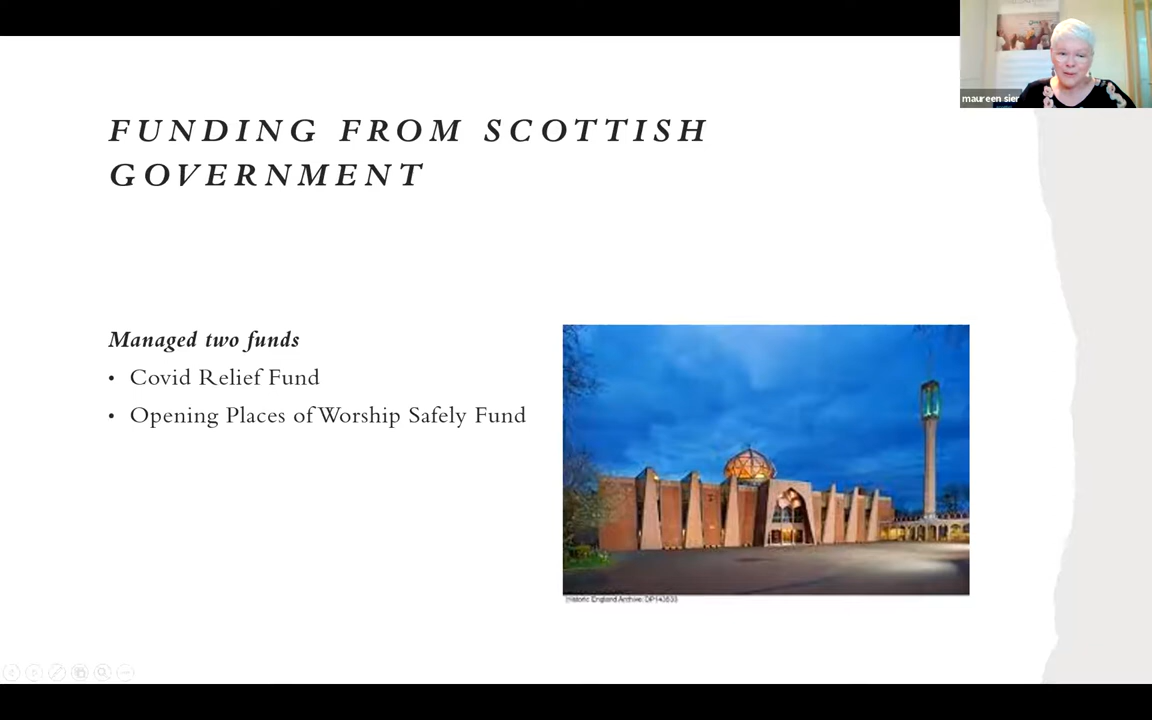 maureen sier
FUNDING FROM SCOTTISH
GOVERNMENT
Managed two funds
• Covid Relief Fund
• Opening Places of Worship Safely Fund
Historic England Archive: DP143633